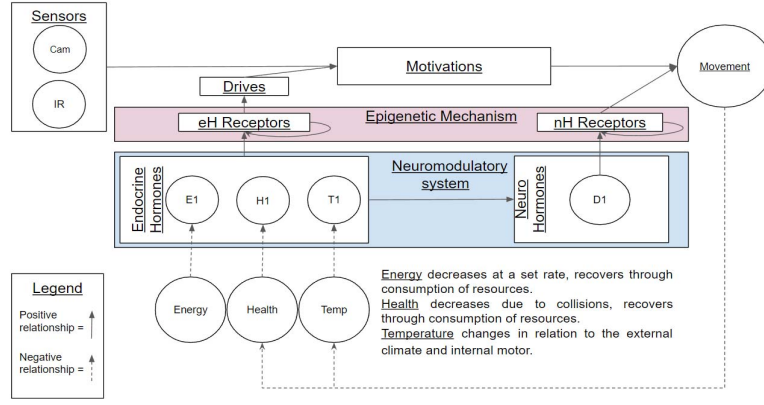 Sensors
Cam
IR
Motivations
Movement
Drives
Epigenetic Mechanism
eH Receptors
nH Receptors
Neuromodulatory
system
Endocrine
Hormones
E1
H1
T1
Neuro
Hormones
D1
Energy
Health
Temp
Energy decreases at a set rate, recovers through
consumption of resources.
Health decreases due to collisions, recovers
through consumption of resources.
Temperature changes in relation to the external
climate and internal motor.
Legend
Positive
relationship =
Negative
relationship =